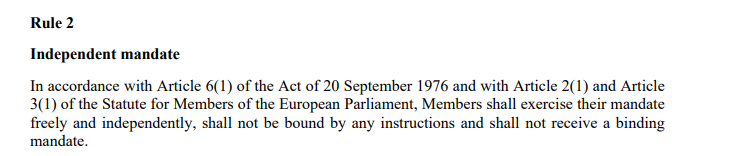 Rule 2
Independent mandate
In accordance with Article 6(1) of the Act of 20 September 1976 and with Article 2(1) and Article
3(1) of the Statute for Members of the European Parliament, Members shall exercise their mandate
freely and independently, shall not be bound by any instructions and shall not receive a binding
mandate.